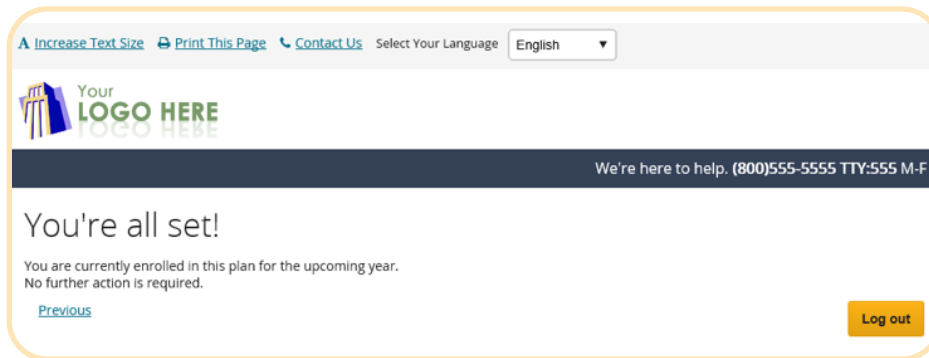 A Increase Text Size Print This Page Contact Us Select Your Language English
Your
LOGO HERE
We're here to help. (800)555-5555 TTY:555 M-F
You're all set!
You are currently enrolled in this plan for the upcoming year.
No further action is required.
Previous
Log out